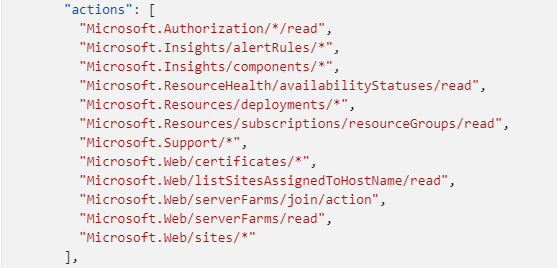 "actions": [
"Microsoft.Authorization/*/read",
"Microsoft.Insights/alertRules/*",
"Microsoft.Insights/components/*",
"Microsoft.ResourceHealth/availabilityStatuses/read",
"Microsoft.Resources/deployments/*",
"Microsoft.Resources/subscriptions/resourceGroups/read",
"Microsoft.Support/*",
"Microsoft.Web/certificates/*",
"Microsoft.Web/listSitesAssignedToHostName/read",
"Microsoft.Web/serverFarms/join/action",
"Microsoft.Web/serverFarms/read",
"Microsoft.Web/sites/*"
],